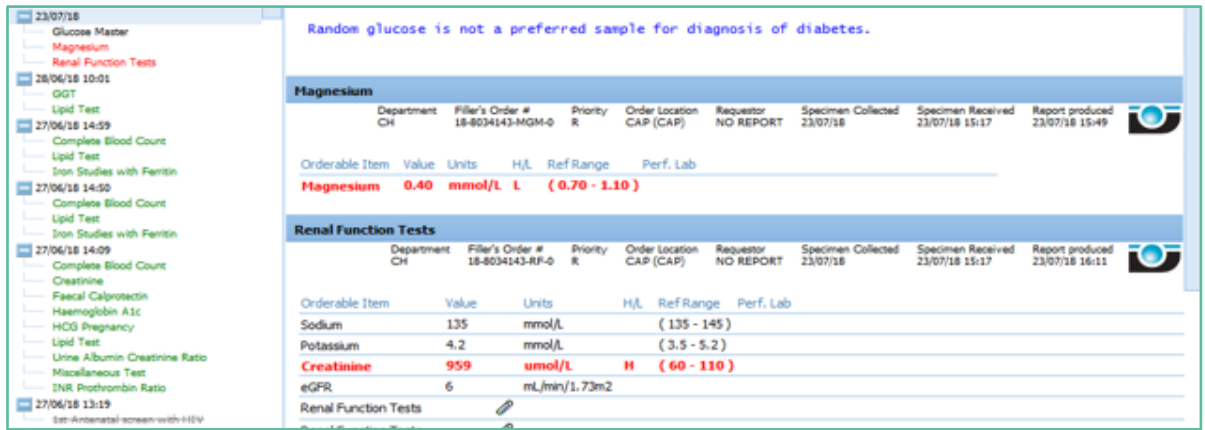 23/07/18
Glucose Master
Magnesium
Renal Function Tests
28/06/18 10:01
GGT
Lipid Test
27/06/18 14:59
Complete Blood Count
Lipid Test
Iron Studies with Ferritin
27/06/18 14:50
Complete Blood Count
Lipid Test
Iron Studies with Ferritin
27/06/18 14:09
Complete Blood Count
Creatinine
Faecal Calprotectin
Haemoglobin A1c
HCG Pregnancy
Lipid Test
Urine Albumin Creatinine Ratio
Miscellaneous Test
INR Prothrombin Ratio
27/06/18 13:19
1st Antenatal screen with HIV
Random glucose is not a preferred sample for diagnosis of diabetes.
Magnesium
Department Filler's Order # Priority Order Location Requestor Specimen Collected Specimen Received Report produced
CH 18-8034143-MGM-0 R CAP (CAP) NO REPORT 23/07/18 23/07/18 15:17 23/07/18 15:49
Orderable Item Value Units H/L Ref Range Perf. Lab
Magnesium 0.40 mmol/L L ( 0.70 - 1.10 )
Renal Function Tests
Department Filler's Order # Priority Order Location Requestor Specimen Collected Specimen Received Report produced
CH 18-8034143-RF-0 R CAP (CAP) NO REPORT 23/07/18 23/07/18 15:17 23/07/18 16:11
Orderable Item Value Units H/L Ref Range Perf. Lab
Sodium 135 mmol/L ( 135 - 145 )
Potassium 4.2 mmol/L ( 3.5 - 5.2 )
Creatinine 959 umol/L H ( 60 - 110 )
eGFR 6 mL/min/1.73m2
Renal Function Tests